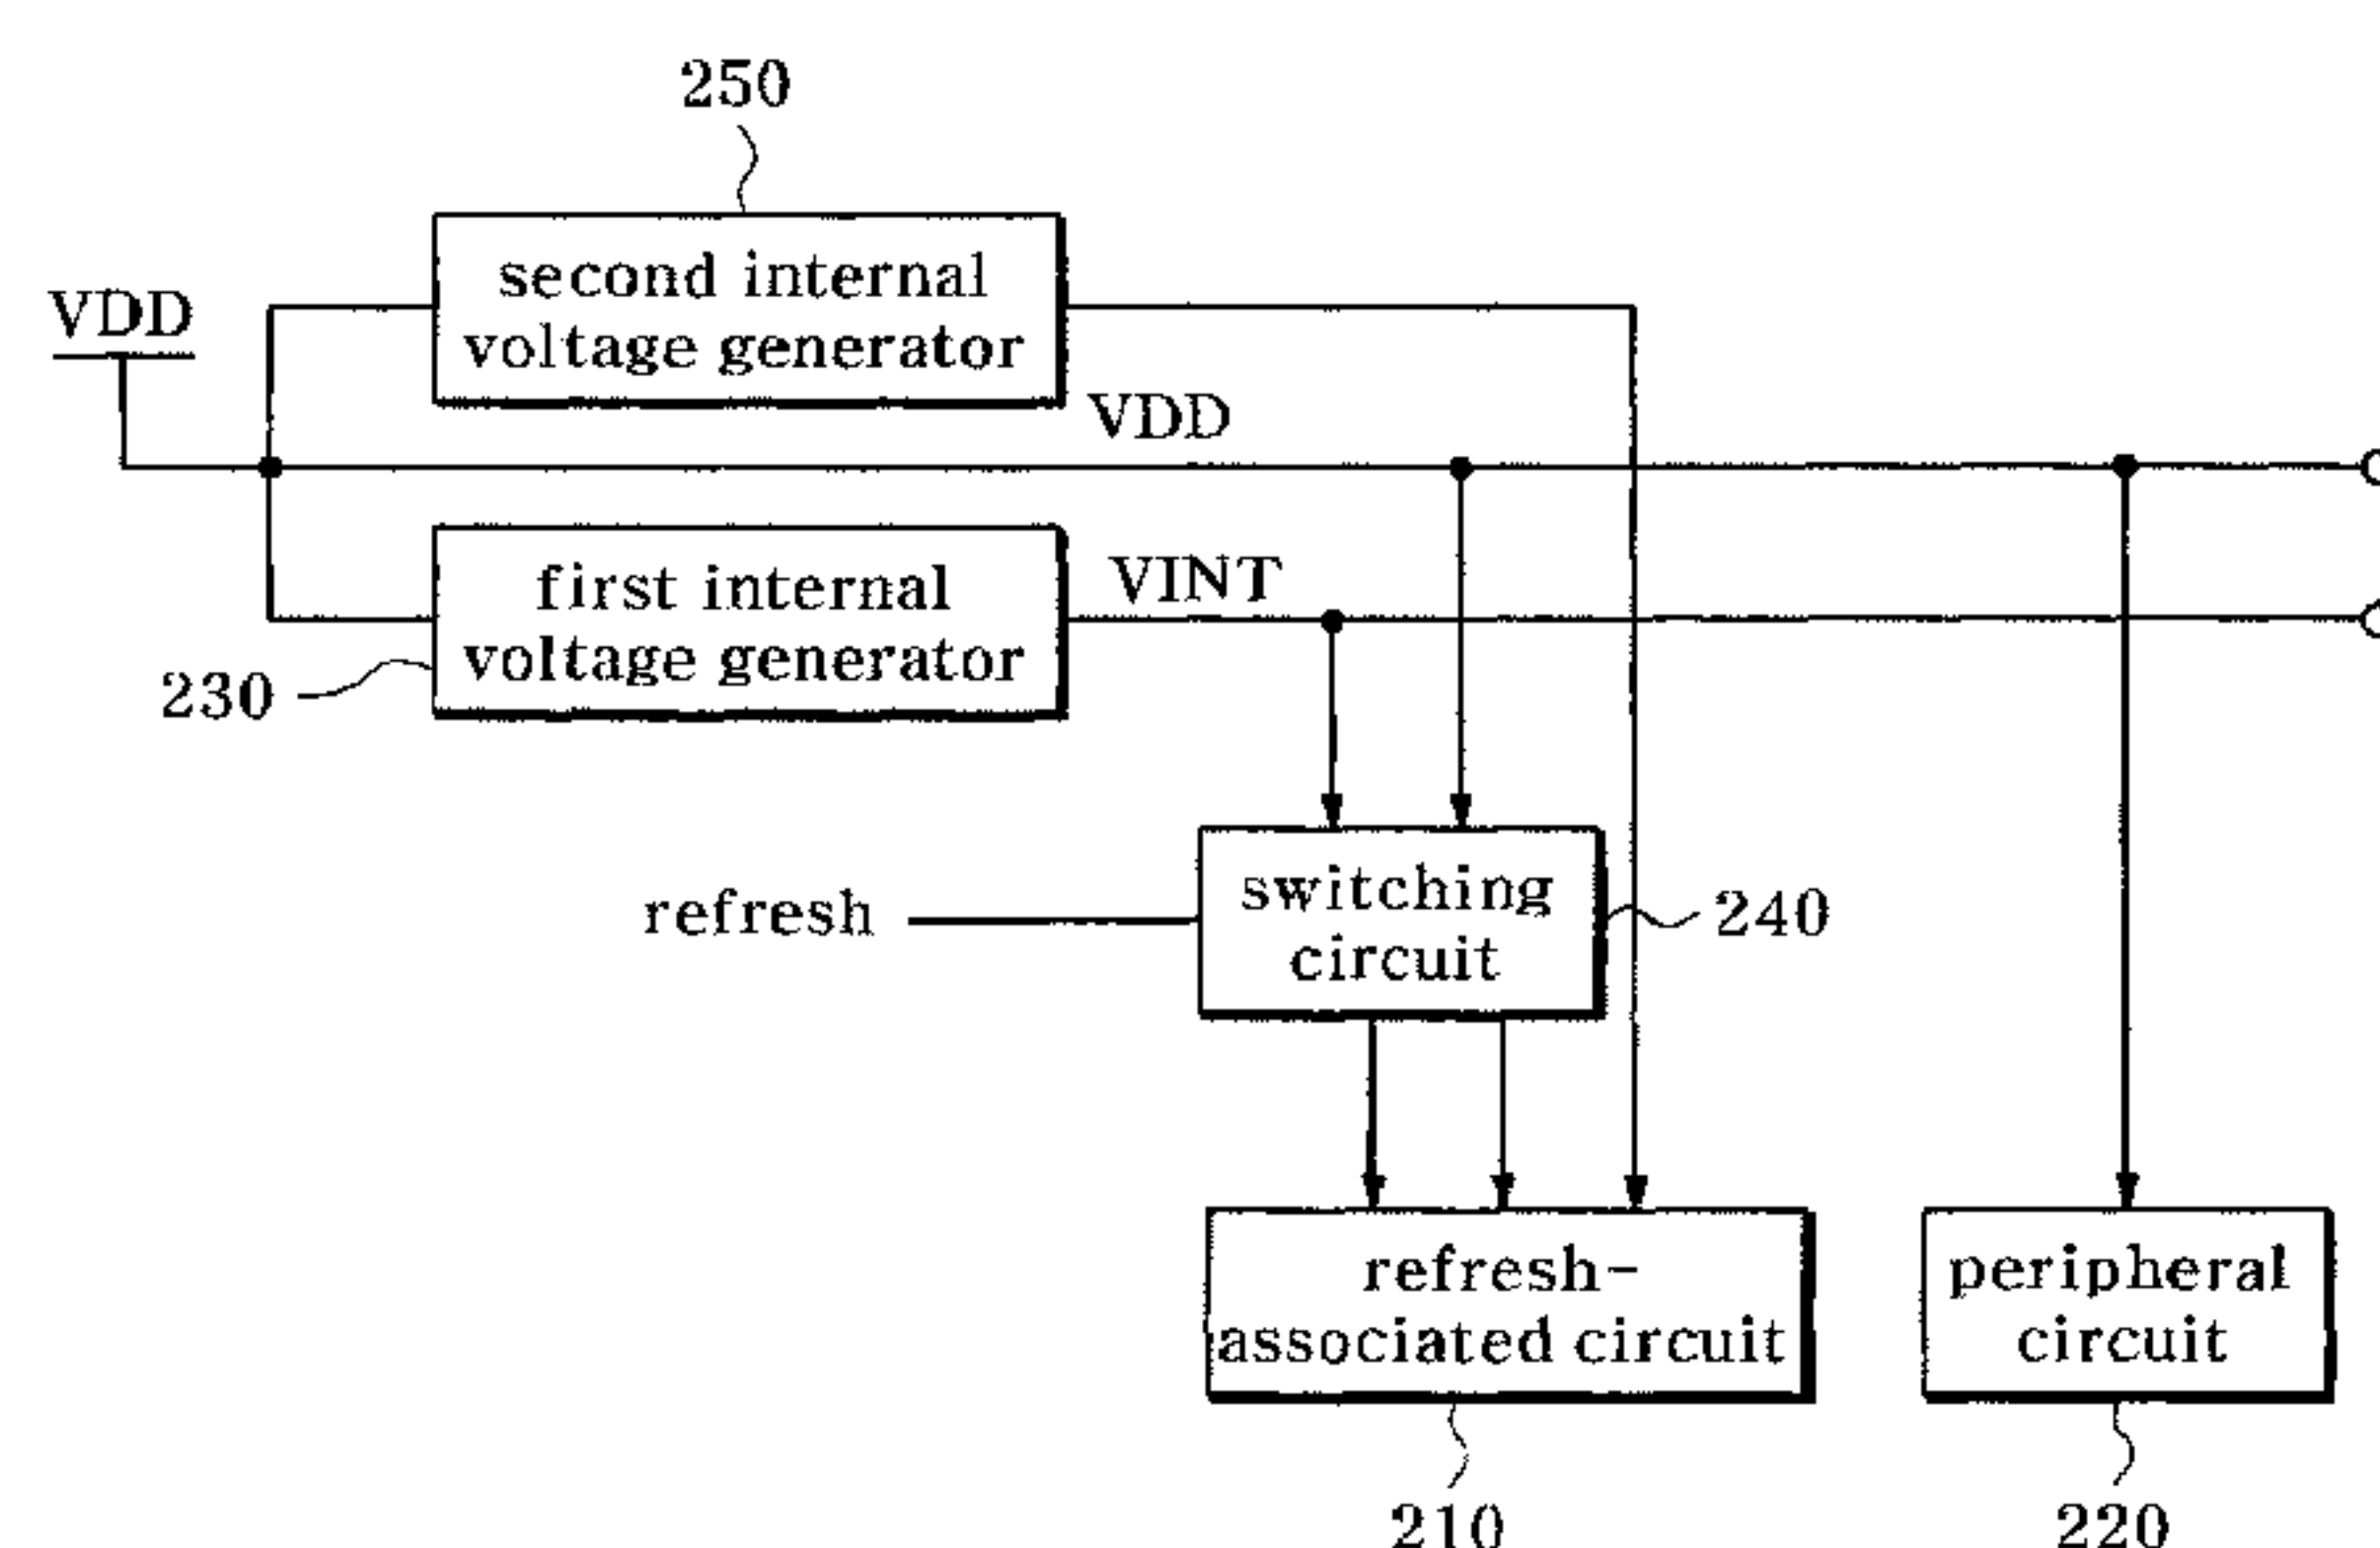 250
second internal
voltage generator
VDD
VDD
first internal
voltage generator
VINT
230
refresh
switching
circuit
240
refresh-
associated circuit
peripheral
circuit
210
220